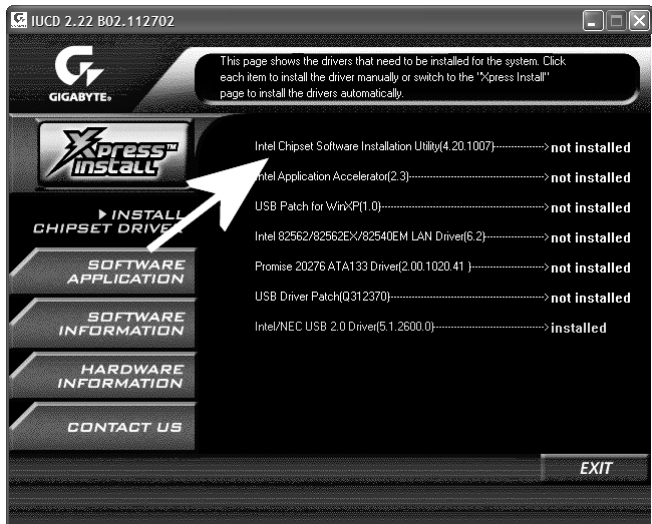 IUCD 2.22 B02.112702
This page shows the drivers that need to be installed for the system. Click
each item to install the driver manually or switch to the "Xpress Install"
page to install the drivers automatically.
GIGABYTE
Xpress™
Install
INSTALL
CHIPSET DRIVER
SOFTWARE
APPLICATION
SOFTWARE
INFORMATION
HARDWARE
INFORMATION
CONTACT US
Intel Chipset Software Installation Utility(4.20.1007) not installed
Intel Application Accelerator(2.3) not installed
USB Patch for WinXP(1.0) not installed
Intel 82562/82562EX/82540EM LAN Driver(6.2) not installed
Promise 20276 ATA133 Driver(2.00.1020.41 ) not installed
USB Driver Patch(Q312370) not installed
Intel/NEC USB 2.0 Driver(5.1.2600.0) installed
EXIT